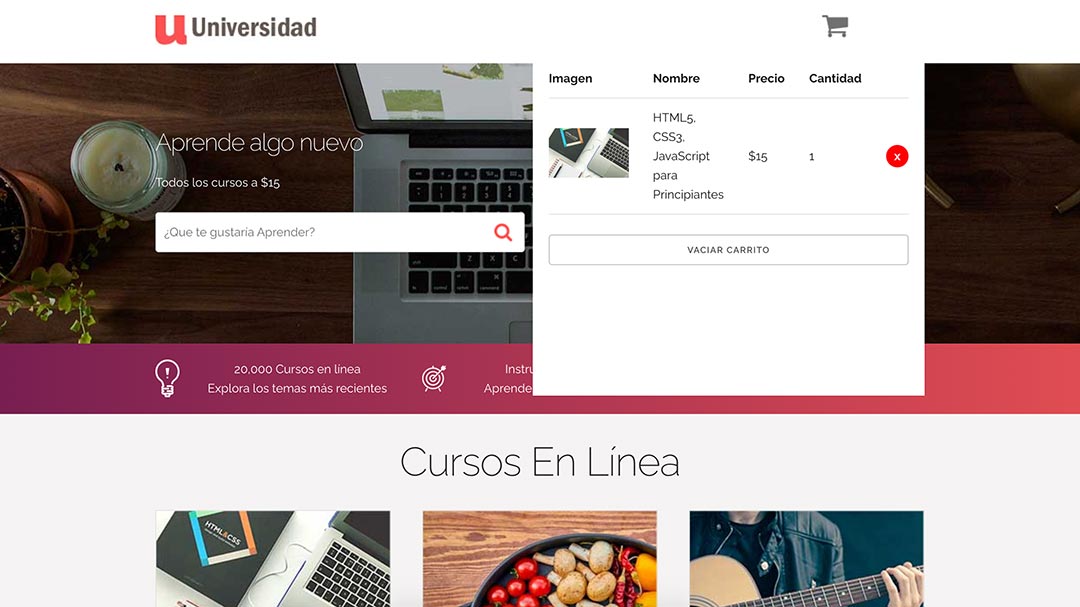 Universidad
Imagen Nombre Precio Cantidad
HTML5,
CSS3,
JavaScript
para
Principiantes
$15
1
x
VACIAR CARRITO
Aprende algo nuevo
Todos los cursos a $15
¿Que te gustaría Aprender?
20,000 Cursos en línea
Explora los temas más recientes
Instru
Aprende
Cursos En Línea
HTML&CSS